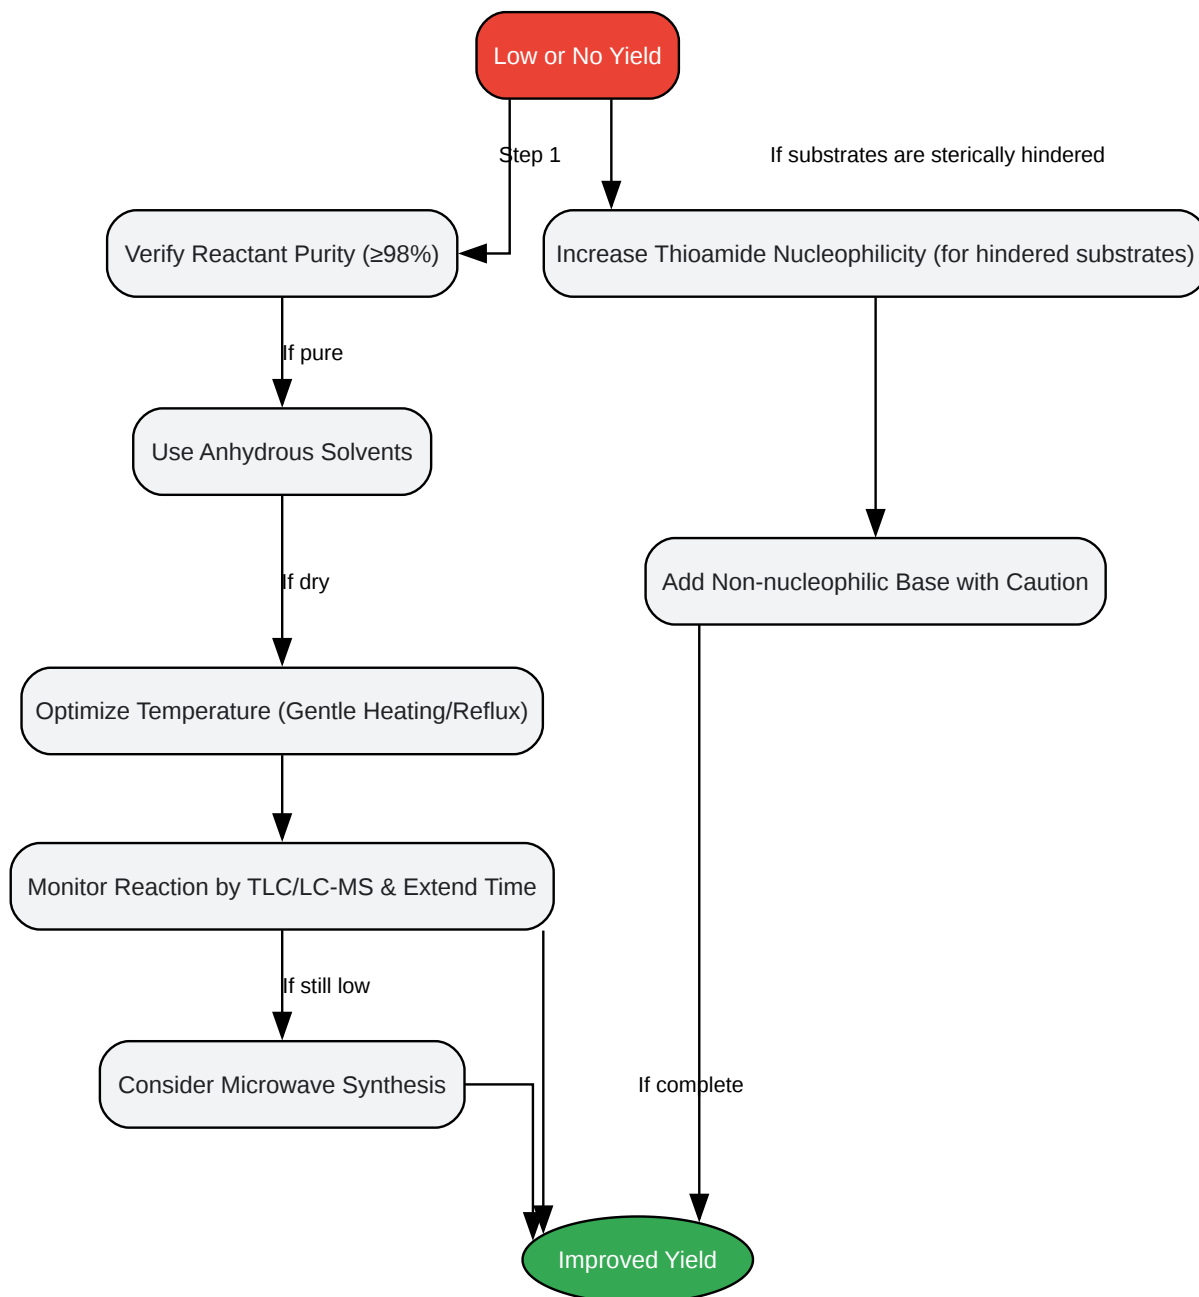 Low or No Yield
Step 1
If substrates are sterically hindered
Verify Reactant Purity (≥98%)
Increase Thioamide Nucleophilicity (for hindered substrates)
If pure
Use Anhydrous Solvents
If dry
Add Non-nucleophilic Base with Caution
Optimize Temperature (Gentle Heating/Reflux)
Monitor Reaction by TLC/LC-MS & Extend Time
If still low
Consider Microwave Synthesis
If complete
Improved Yield